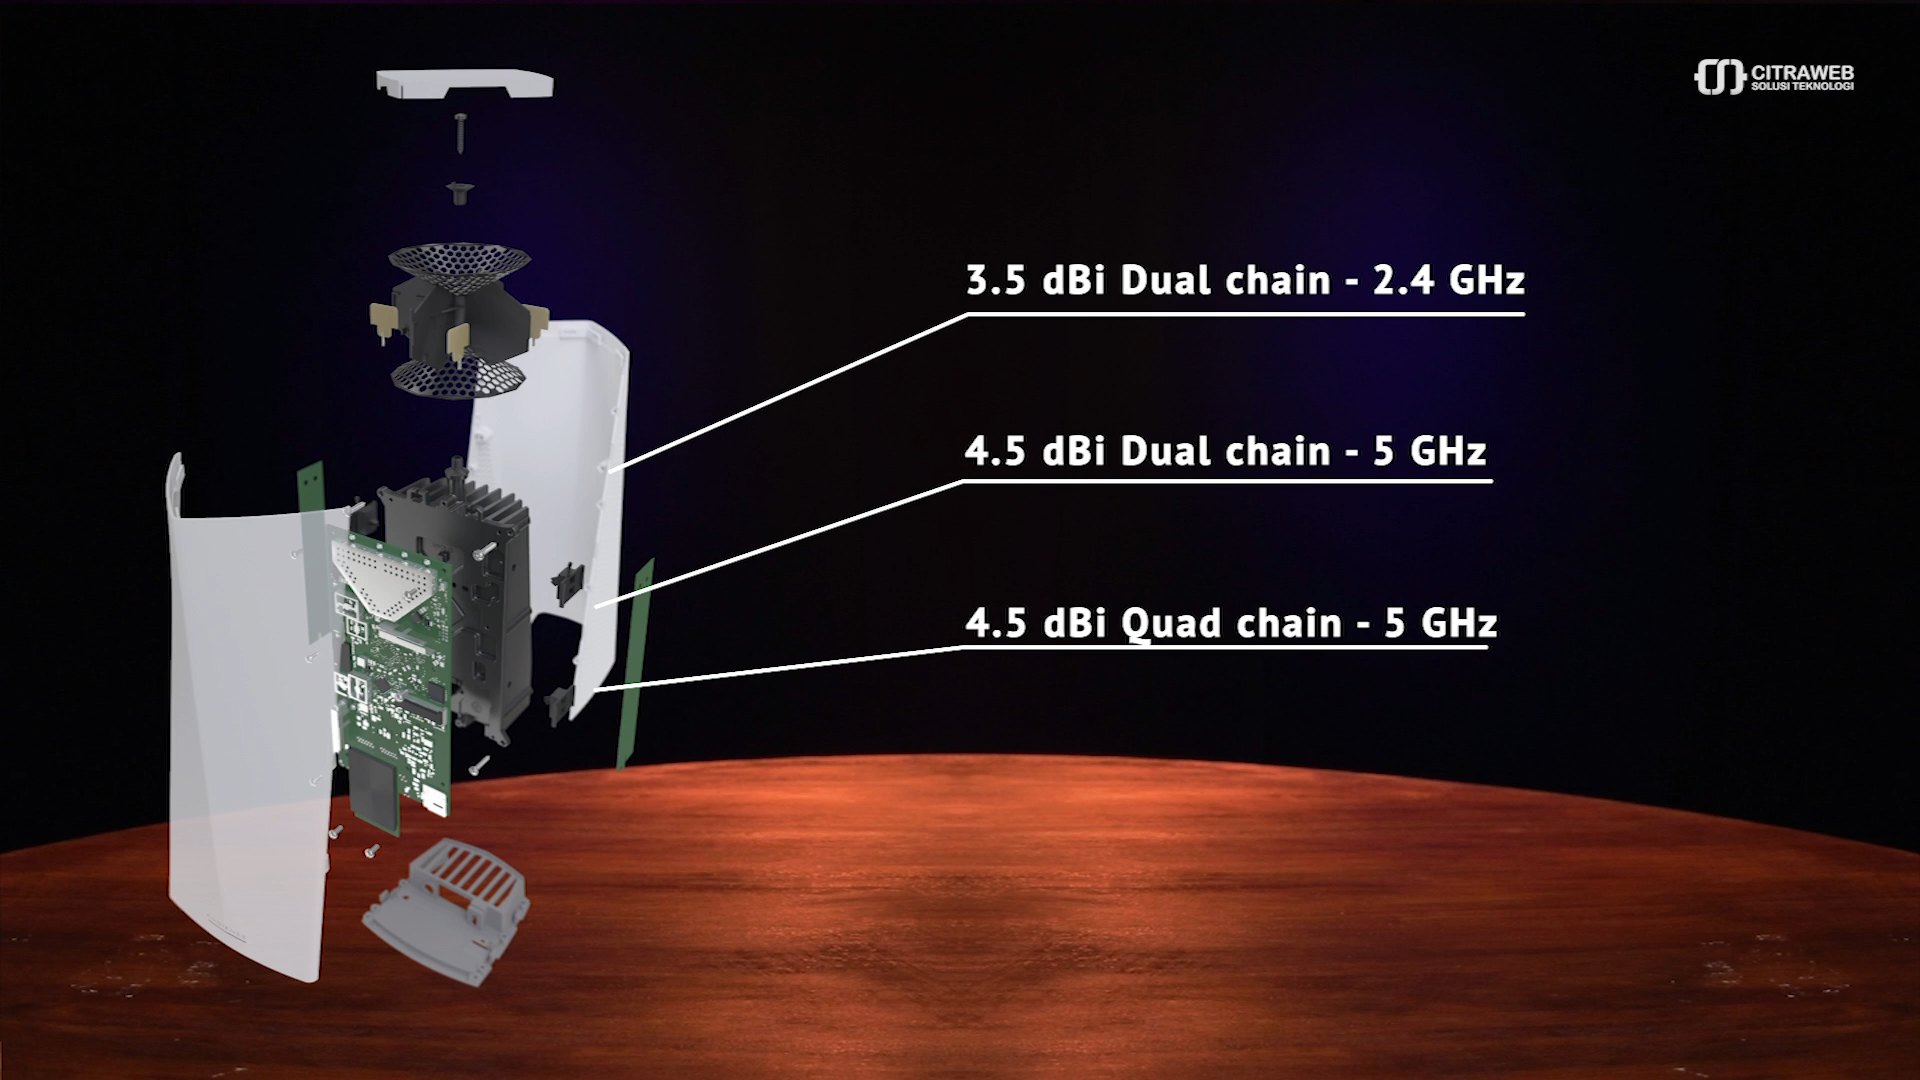 CITRAWEB
SOLUSI TEKNOLOGI
3.5 dBi Dual chain - 2.4 GHz
4.5 dBi Dual chain - 5 GHz
4.5 dBi Quad chain - 5 GHz